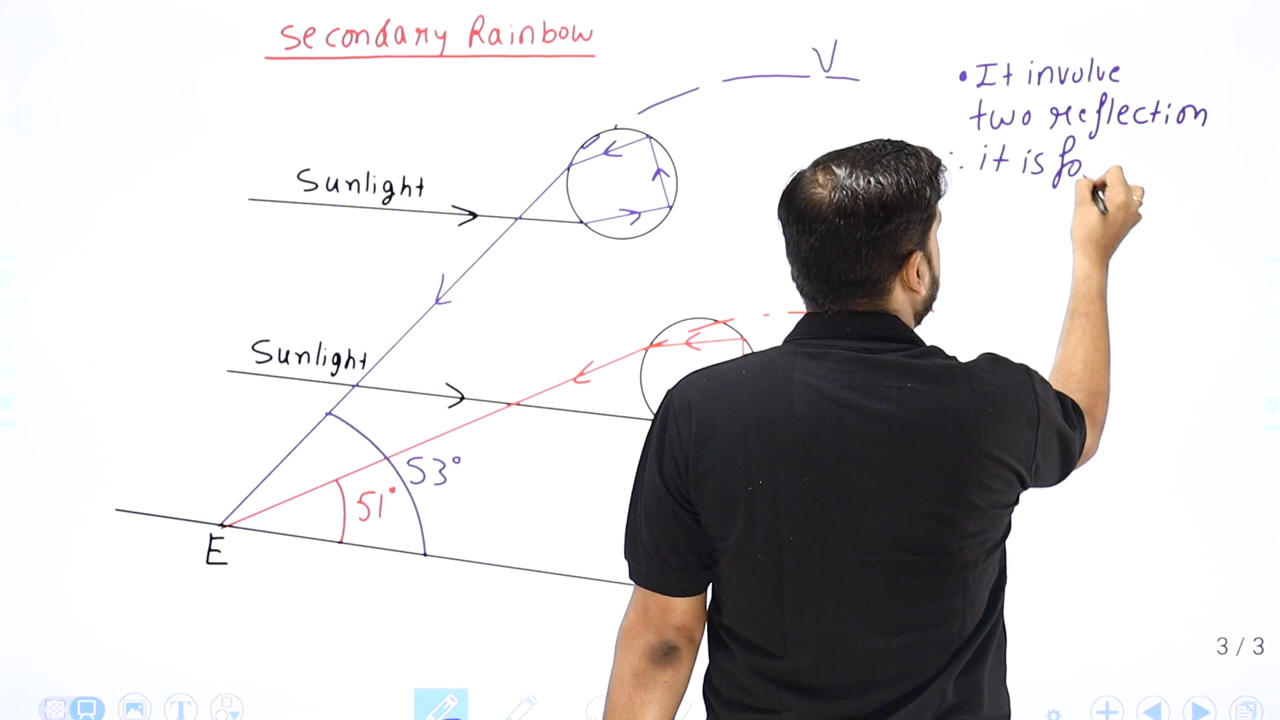 Secondary Rainbow
V
• It involve
two reflection
∴ it is fo
Sunlight
Sunlight
53°
51°
E
3 / 3
T